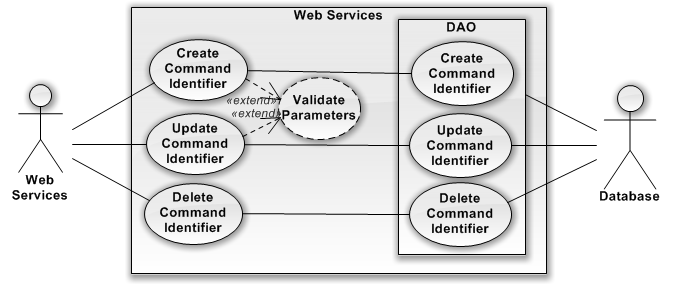 Web Services
DAO
Create
Command
Identifier
Create
Command
Identifier
«extend»
«extend»
Validate
Parameters
Update
Command
Identifier
Update
Command
Identifier
Web
Services
Database
Delete
Command
Identifier
Delete
Command
Identifier